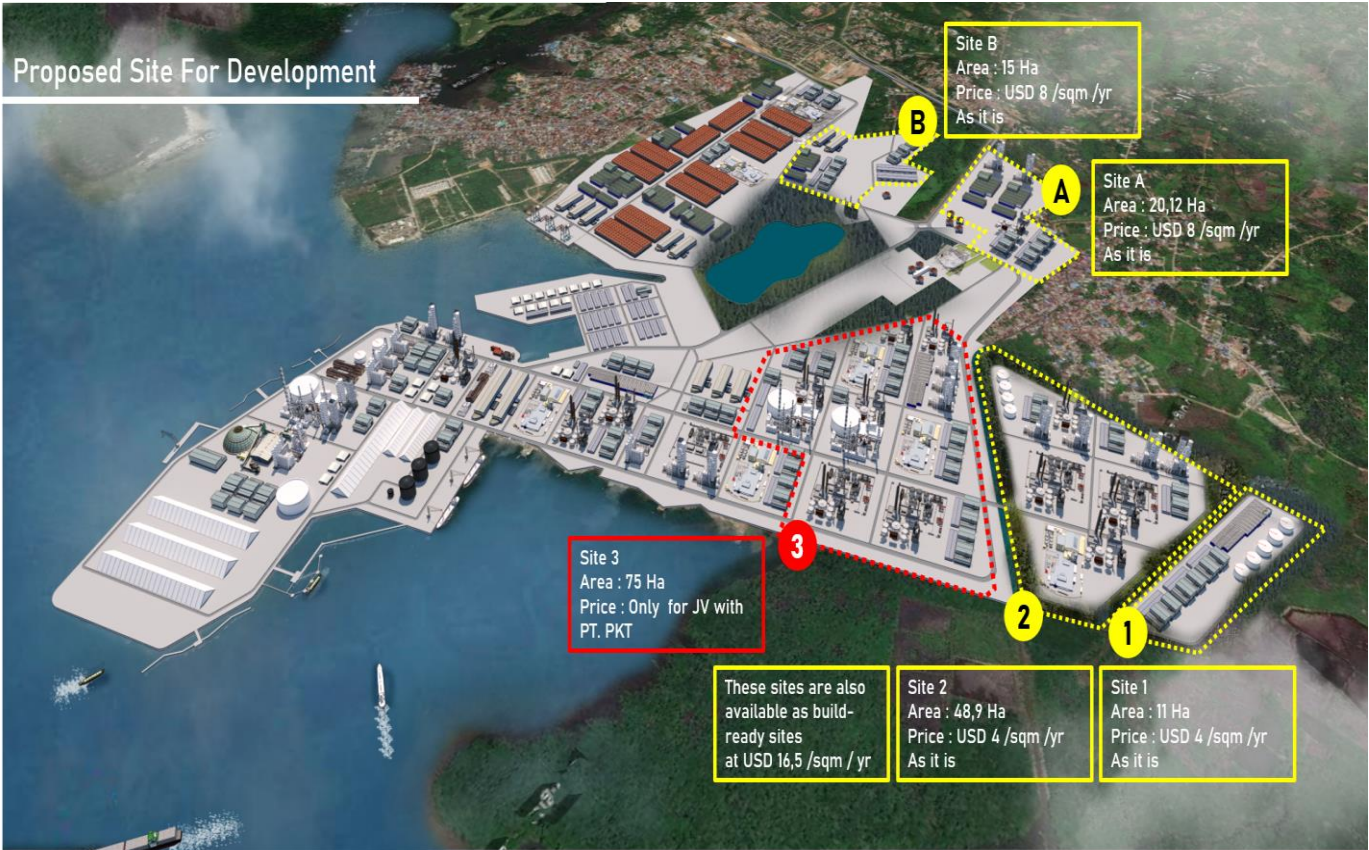 Proposed Site For Development
Site B
Area : 15 Ha
Price : USD 8 /sqm /yr
As it is
B
A
Site A
Area : 20,12 Ha
Price : USD 8 /sqm /yr
As it is
3
Site 3
Area : 75 Ha
Price : Only for JV with
PT. PKT
2
1
These sites are also
available as build-
ready sites
at USD 16,5 /sqm / yr
Site 2
Area : 48,9 Ha
Price : USD 4 /sqm /yr
As it is
Site 1
Area : 11 Ha
Price : USD 4 /sqm /yr
As it is